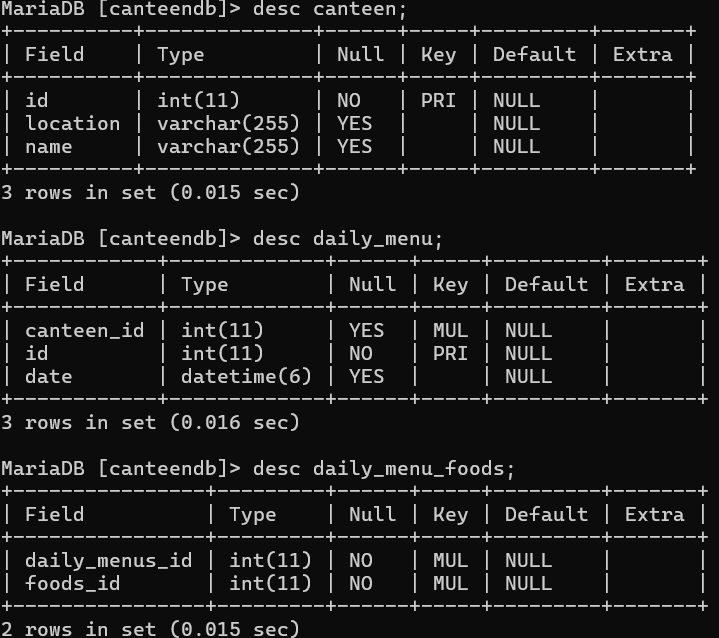 MariaDB [canteendb]> desc canteen;
+----------+--------------+------+-----+---------+-------+
| Field    | Type         | Null | Key | Default | Extra |
+----------+--------------+------+-----+---------+-------+
| id       | int(11)      | NO   | PRI | NULL    |       |
| location | varchar(255) | YES  |     | NULL    |       |
| name     | varchar(255) | YES  |     | NULL    |       |
+----------+--------------+------+-----+---------+-------+
3 rows in set (0.015 sec)

MariaDB [canteendb]> desc daily_menu;
+------------+-------------+------+-----+---------+-------+
| Field      | Type        | Null | Key | Default | Extra |
+------------+-------------+------+-----+---------+-------+
| canteen_id | int(11)     | YES  | MUL | NULL    |       |
| id         | int(11)     | NO   | PRI | NULL    |       |
| date       | datetime(6) | YES  |     | NULL    |       |
+------------+-------------+------+-----+---------+-------+
3 rows in set (0.016 sec)

MariaDB [canteendb]> desc daily_menu_foods;
+----------------+---------+------+-----+---------+-------+
| Field          | Type    | Null | Key | Default | Extra |
+----------------+---------+------+-----+---------+-------+
| daily_menus_id | int(11) | NO   | MUL | NULL    |       |
| foods_id       | int(11) | NO   | MUL | NULL    |       |
+----------------+---------+------+-----+---------+-------+
2 rows in set (0.015 sec)